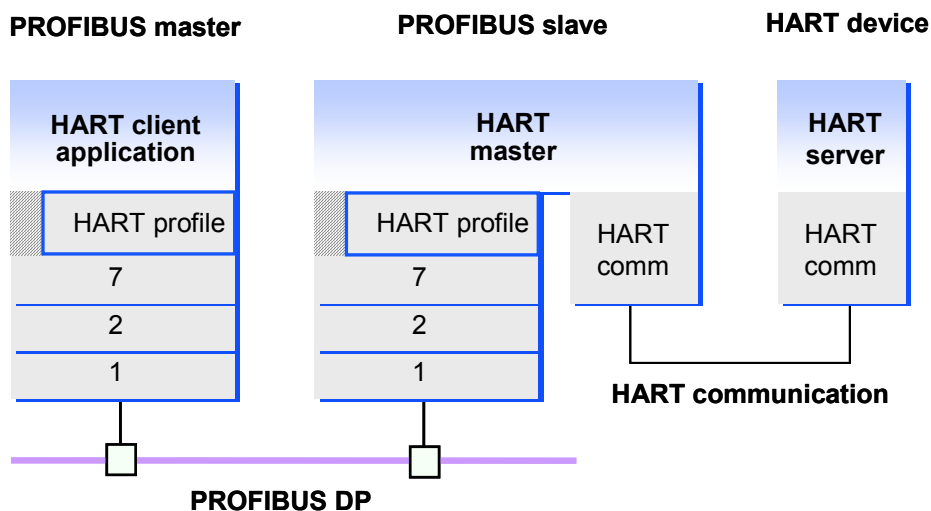 PROFIBUS master
PROFIBUS slave
HART device
HART client
application
HART
master
HART
server
HART profile
HART profile
HART
comm
HART
comm
7
7
2
2
1
1
HART communication
PROFIBUS DP